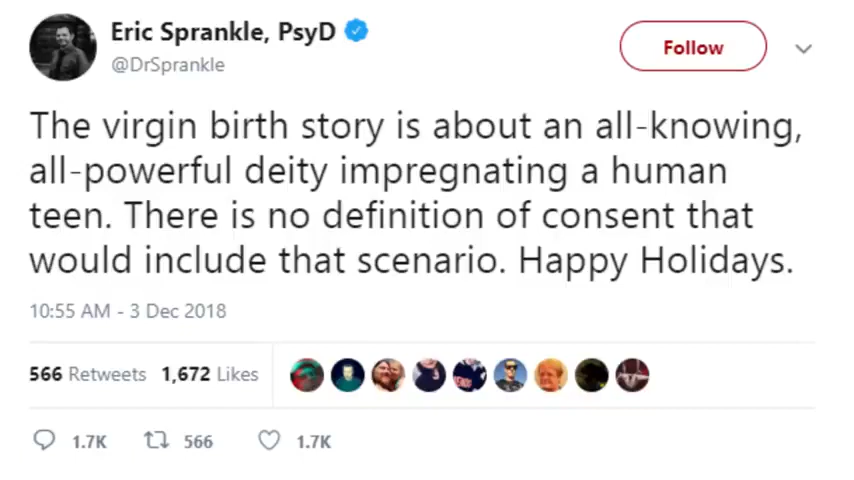 Eric Sprankle, PsyD
@DrSprankle
Follow
The virgin birth story is about an all-knowing,
all-powerful deity impregnating a human
teen. There is no definition of consent that
would include that scenario. Happy Holidays.
10:55 AM - 3 Dec 2018
566 Retweets 1,672 Likes
1.7K 566 1.7K